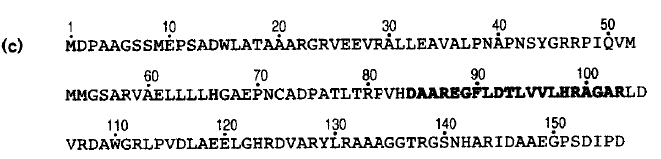 1 10 20 30 40 50
(c) MDPAAGSSMEPSADWLATAAARGRVEEVRALLEAVALPNAPNSYGRRPIQVM
60 70 80 90 100
MMGSARVAELLLLHGAEPNCADPATLTRPVHDAAREGFLDTLVVLHRAGARLD
110 120 130 140 150
VRDAWGRLPVDLAEELGHRDVARYLRAAAGGTRGSNHARIDAAEGPSDIPD